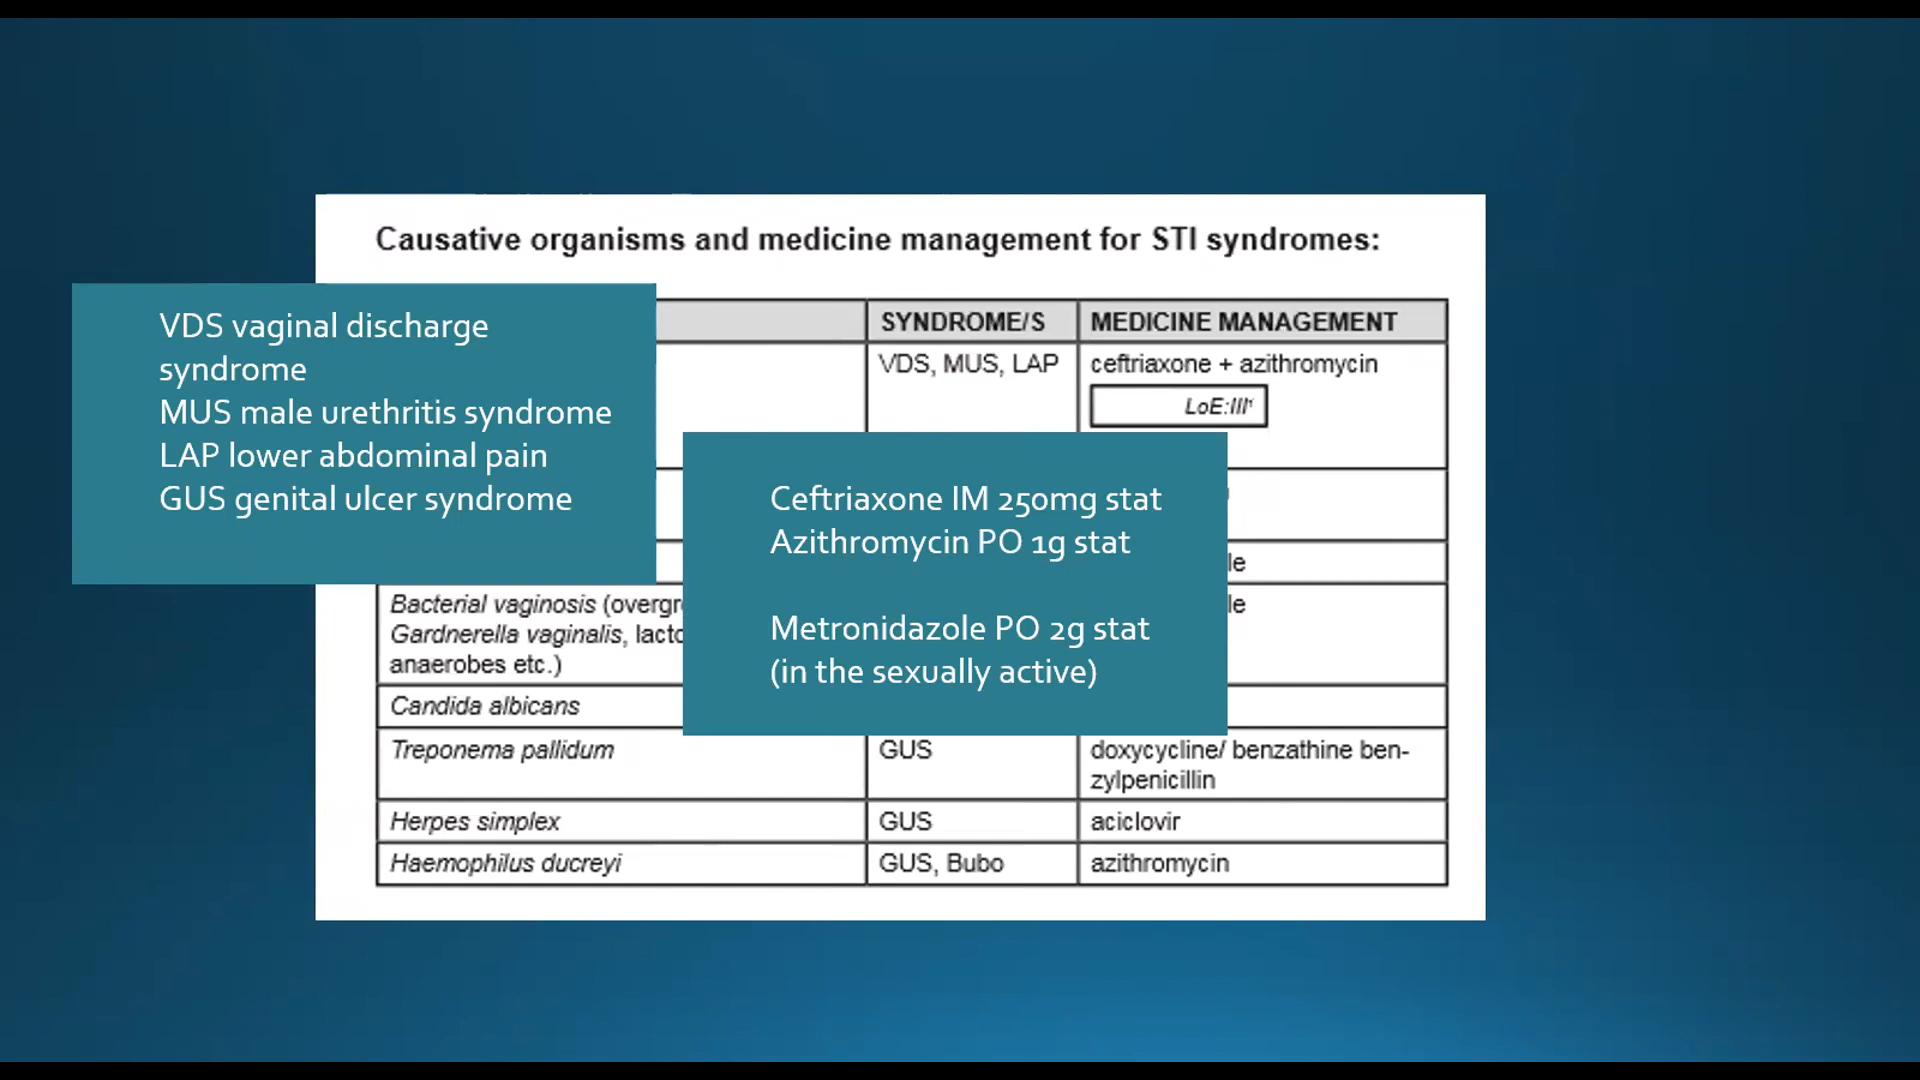 Causative organisms and medicine management for STI syndromes:
VDS vaginal discharge
syndrome
MUS male urethritis syndrome
LAP lower abdominal pain
GUS genital ulcer syndrome
SYNDROME/S MEDICINE MANAGEMENT
VDS, MUS, LAP ceftriaxone + azithromycin
LoE:III
Ceftriaxone IM 250mg stat
Azithromycin PO 1g stat
Metronidazole PO 2g stat
(in the sexually active)
le
Bacterial vaginosis (overgr le
Gardnerella vaginalis, lacto
anaerobes etc.)
Candida albicans
Treponema pallidum GUS doxycycline/ benzathine ben-
zylpenicillin
Herpes simplex GUS aciclovir
Haemophilus ducreyi GUS, Bubo azithromycin